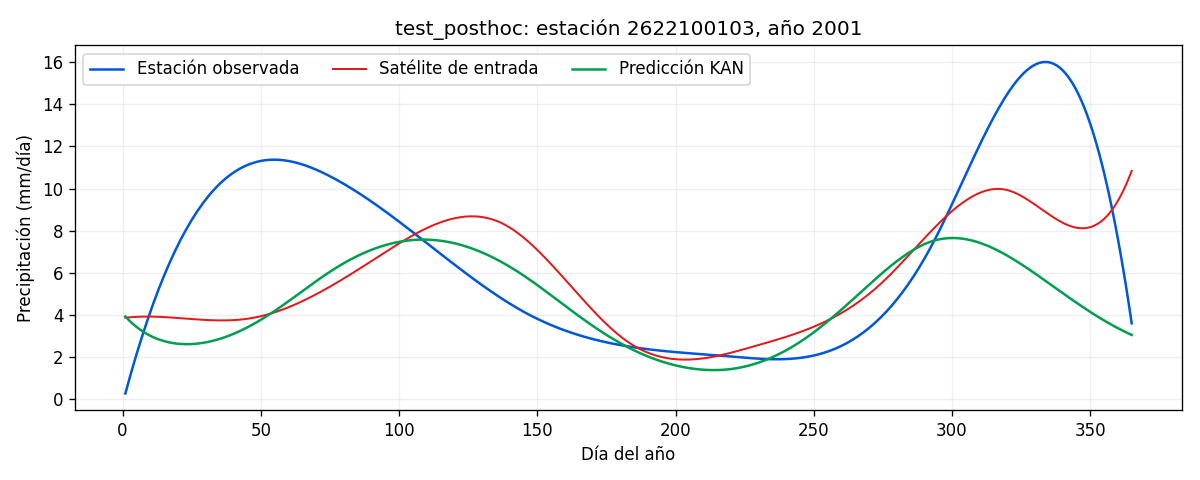 test_posthoc: estación 2622100103, año 2001
Estación observada
Satélite de entrada
Predicción KAN
Precipitación (mm/día)
16
14
12
10
8
6
4
2
0
0 50 100 150 200 250 300 350
Día del año